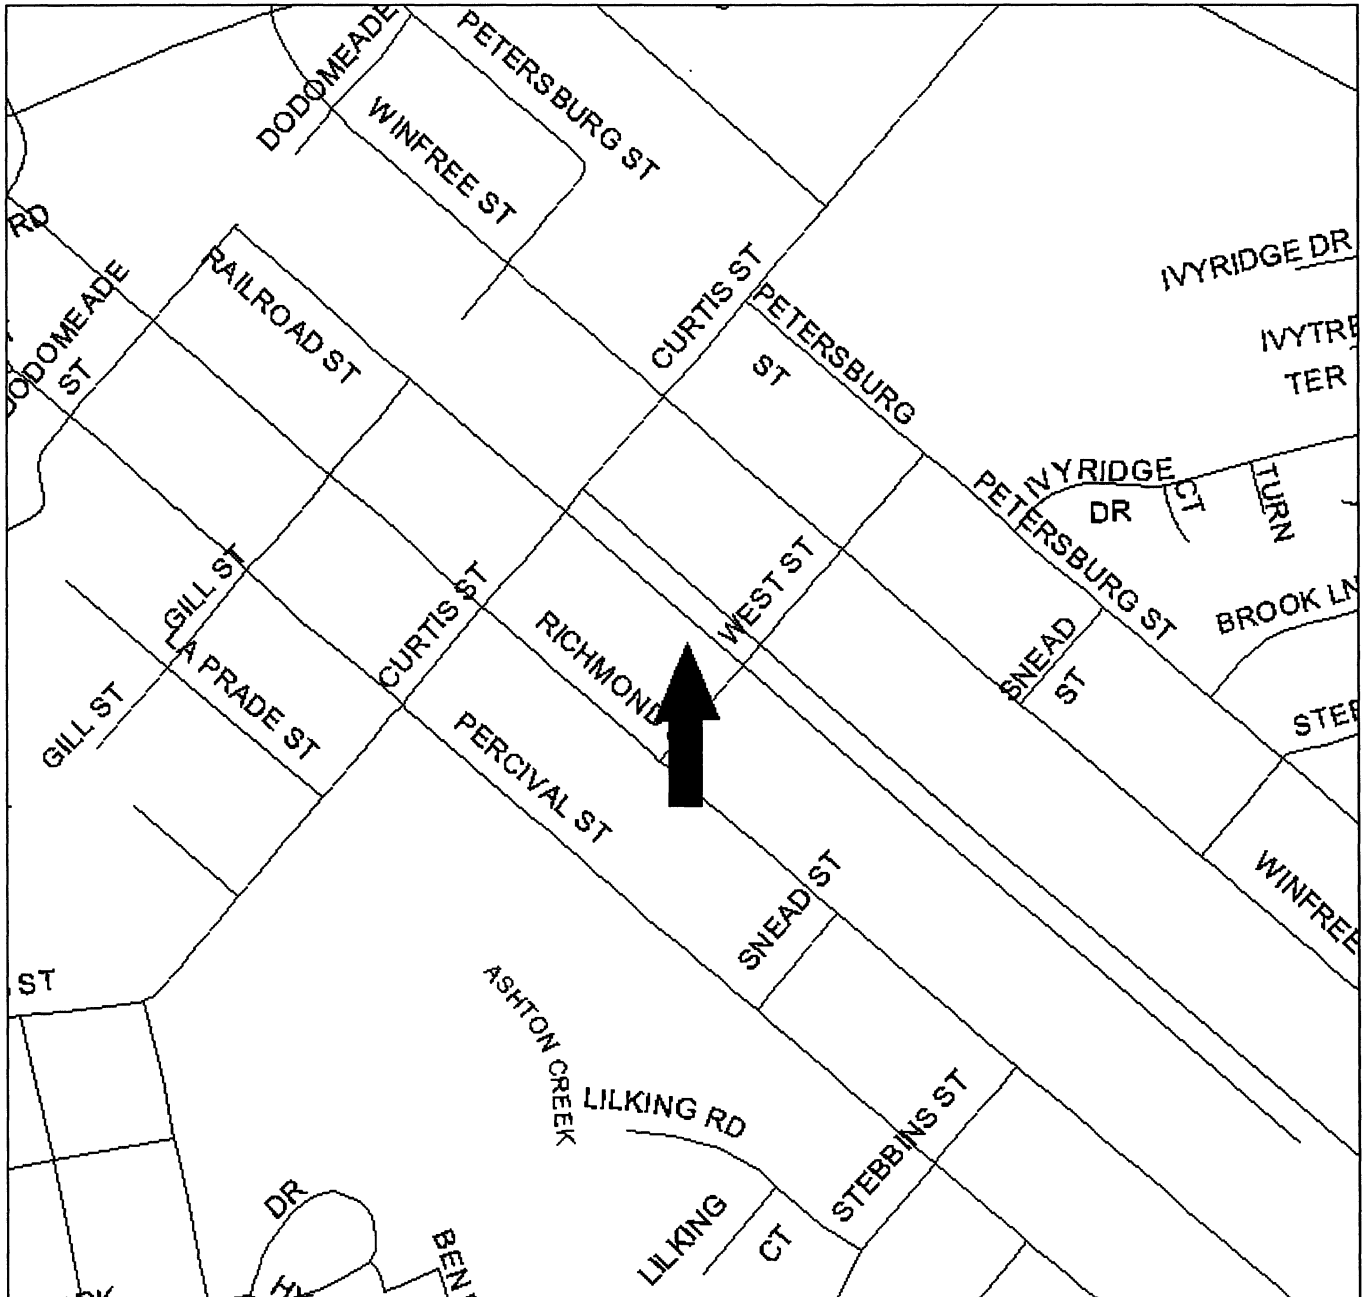 DODOMEADE
PETERSBURG ST
WINFREE ST
RD
RAILROAD ST
DODOMEADE
ST
CURTIS ST
PETERSBURG
ST
IVYRIDGE DR
TER
IVYRIDGE
DR
CT
TURN
PETERSBURG ST
BROOK LN
GILL ST
LA PRADE ST
GILL ST
CURTIS ST
RICHMOND
WEST ST
SNEAD
ST
PERCIVAL ST
WINFREE
SNEAD ST
ST
ASHTON CREEK
LILKING RD
STEBBINS ST
LILKING
CT
DR